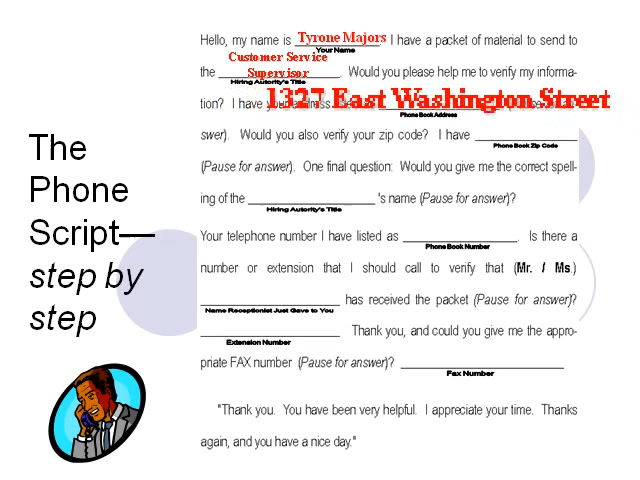 The
Phone
Script—
step by
step
Hello, my name is Tyrone Majors. I have a packet of material to send to
Your Name
Customer Service
Supervisor
the . Would you please help me to verify my informa-
Hiring Autority's Title
tion? I have your address
1327 East Washington Street
Phone Book Address
swer). Would you also verify your zip code? I have
Phone Book Zip Code
(Pause for answer). One final question: Would you give me the correct spell-
ing of the 's name (Pause for answer)?
Hiring Autority's Title
Your telephone number I have listed as . Is there a
Phone Book Number
number or extension that I should call to verify that (Mr. / Ms.)
has received the packet (Pause for answer)?
Name Receptionist Just Gave to You
Thank you, and could you give me the appro-
Extension Number
priate FAX number (Pause for answer)?
Fax Number
"Thank you. You have been very helpful. I appreciate your time. Thanks
again, and you have a nice day."